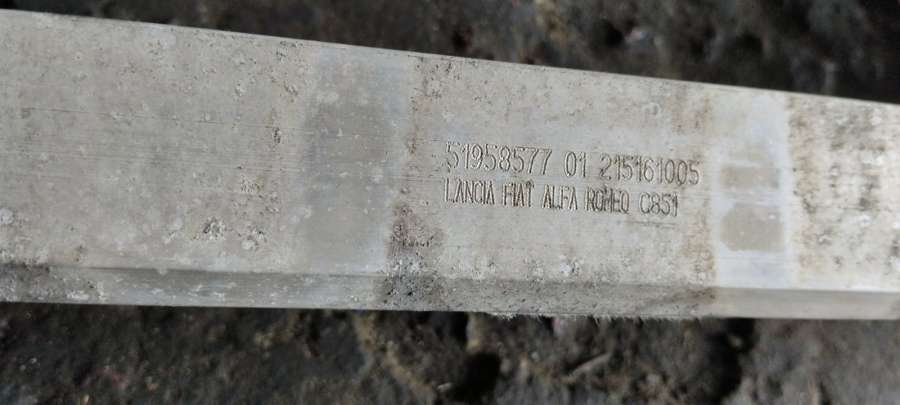 51958577 01 215161005
LANCIA FIAT ALFA ROMEO C851